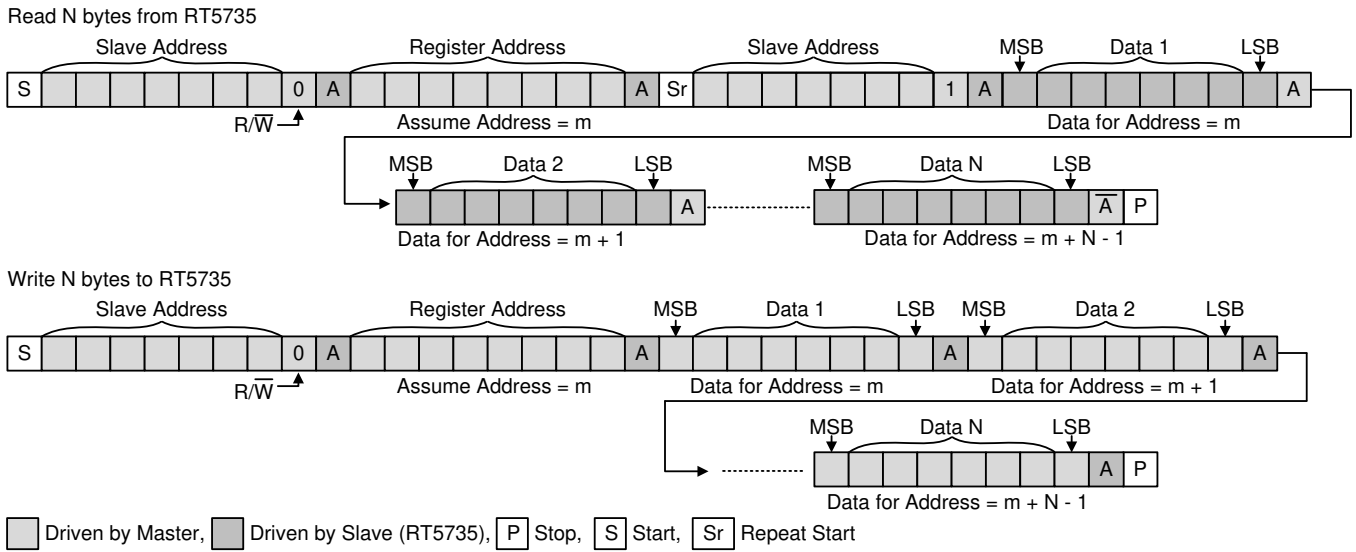 Read N bytes from RT5735
Slave Address Register Address Slave Address MSB Data 1 LSB
S 0 A A Sr 1 A A
R/W̅ Assume Address = m Data for Address = m
MSB Data 2 LSB MSB Data N LSB
A A̅ P
Data for Address = m + 1 Data for Address = m + N - 1
Write N bytes to RT5735
Slave Address Register Address MSB Data 1 LSB MSB Data 2 LSB
S 0 A A A A
R/W̅ Assume Address = m Data for Address = m Data for Address = m + 1
MSB Data N LSB
A P
Data for Address = m + N - 1
Driven by Master, Driven by Slave (RT5735), P Stop, S Start, Sr Repeat Start